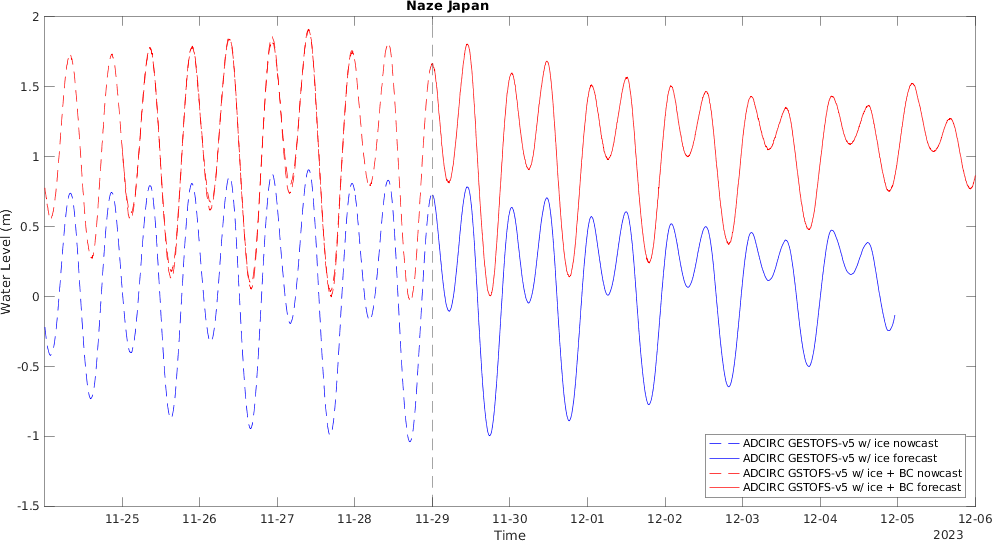 Naze Japan
2
1.5
1
0.5
0
-0.5
-1
-1.5
Water Level (m)
ADCIRC GESTOFS-v5 w/ ice nowcast
ADCIRC GESTOFS-v5 w/ ice forecast
ADCIRC GSTOFS-v5 w/ ice + BC nowcast
ADCIRC GSTOFS-v5 w/ ice + BC forecast
11-25 11-26 11-27 11-28 11-29 11-30 12-01 12-02 12-03 12-04 12-05 12-06
Time
2023